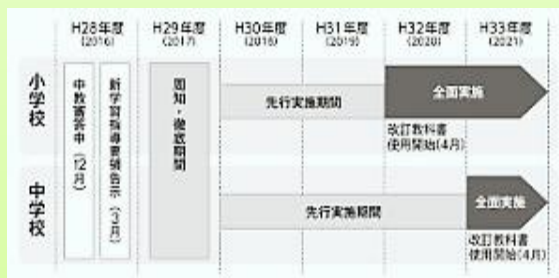 H28年度 H29年度 H30年度 H31年度 H32年度 H33年度
(2016) (2017) (2018) (2019) (2020) (2021)
小学校
中教審答申(12月)
新学習指導要領告示(3月)
周知・徹底期間
先行実施期間
全面実施
改訂教科書
使用開始(4月)
中学校
先行実施期間
全面実施
改訂教科書
使用開始(4月)